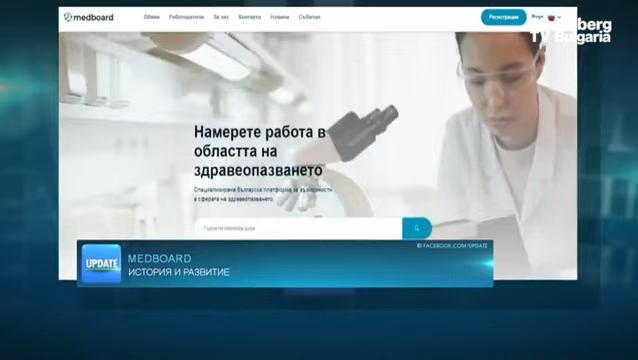 medboard
Обяви Работодатели За нас Контакти Новини Събития
Регистрация Вход
Bloomberg
TV Bulgaria
Намерете работа в
областта на
здравеопазването
Специализирана българска платформа за възможности
в сферата на здравеопазването.
FACEBOOK.COM/UPDATE
UPDATE
MEDBOARD
ИСТОРИЯ И РАЗВИТИЕ